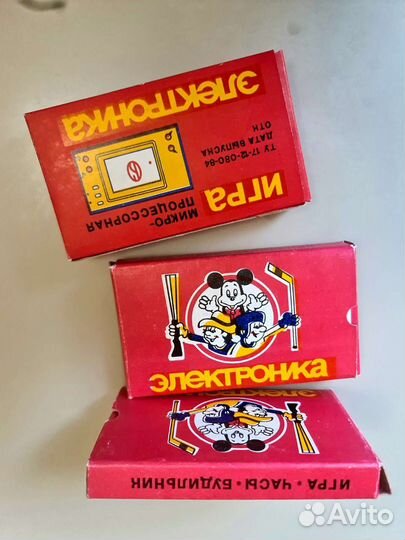 ИГРА
МИКРО-
ПРОЦЕССОРНАЯ
ТУ 17-12-080-84
ДАТА ВЫПУСКА
ОТК
ЭЛЕКТРОНИКА
ЭЛЕКТРОНИКА
ИГРА • ЧАСЫ • БУДИЛЬНИК
Avito